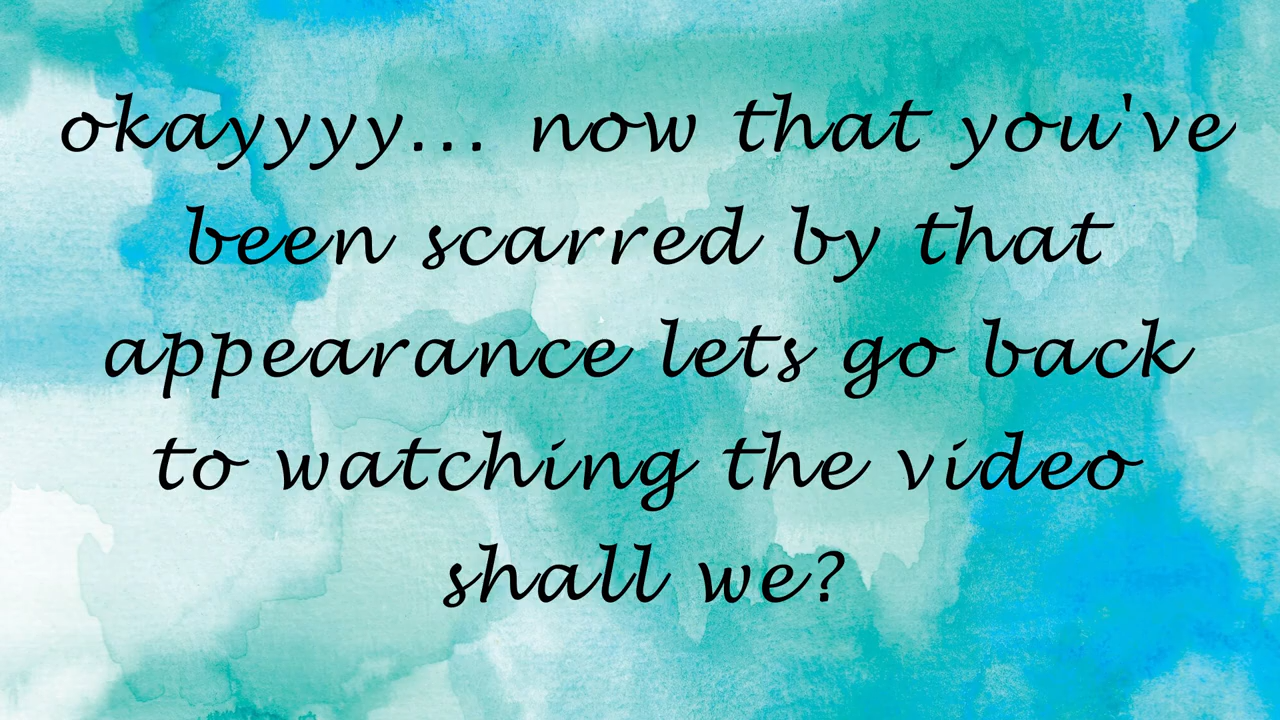 okayyyy... now that you've
been scarred by that
appearance lets go back
to watching the video
shall we?